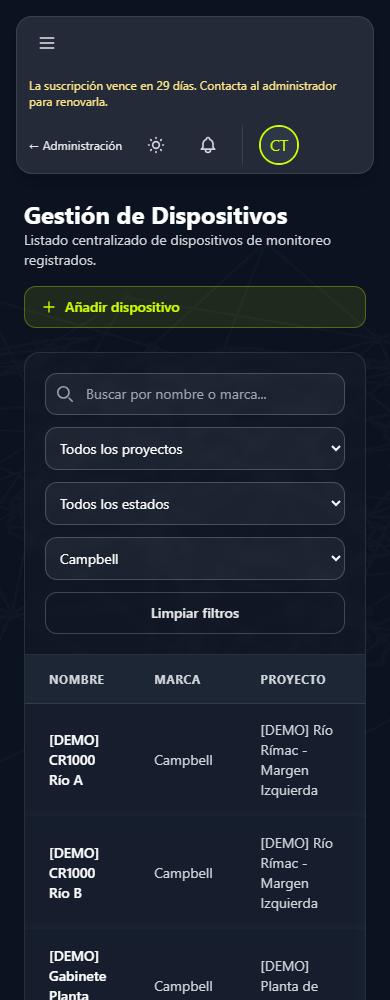 La suscripción vence en 29 días. Contacta al administrador
para renovarla.
← Administración
CT
Gestión de Dispositivos
Listado centralizado de dispositivos de monitoreo
registrados.
+ Añadir dispositivo
Buscar por nombre o marca...
Todos los proyectos
Todos los estados
Campbell
Limpiar filtros
NOMBRE MARCA PROYECTO
[DEMO]
CR1000
Río A
Campbell
[DEMO] Río
Rímac -
Margen
Izquierda
[DEMO]
CR1000
Río B
Campbell
[DEMO] Río
Rímac -
Margen
Izquierda
[DEMO]
Gabinete
Planta
Campbell
[DEMO]
Planta de